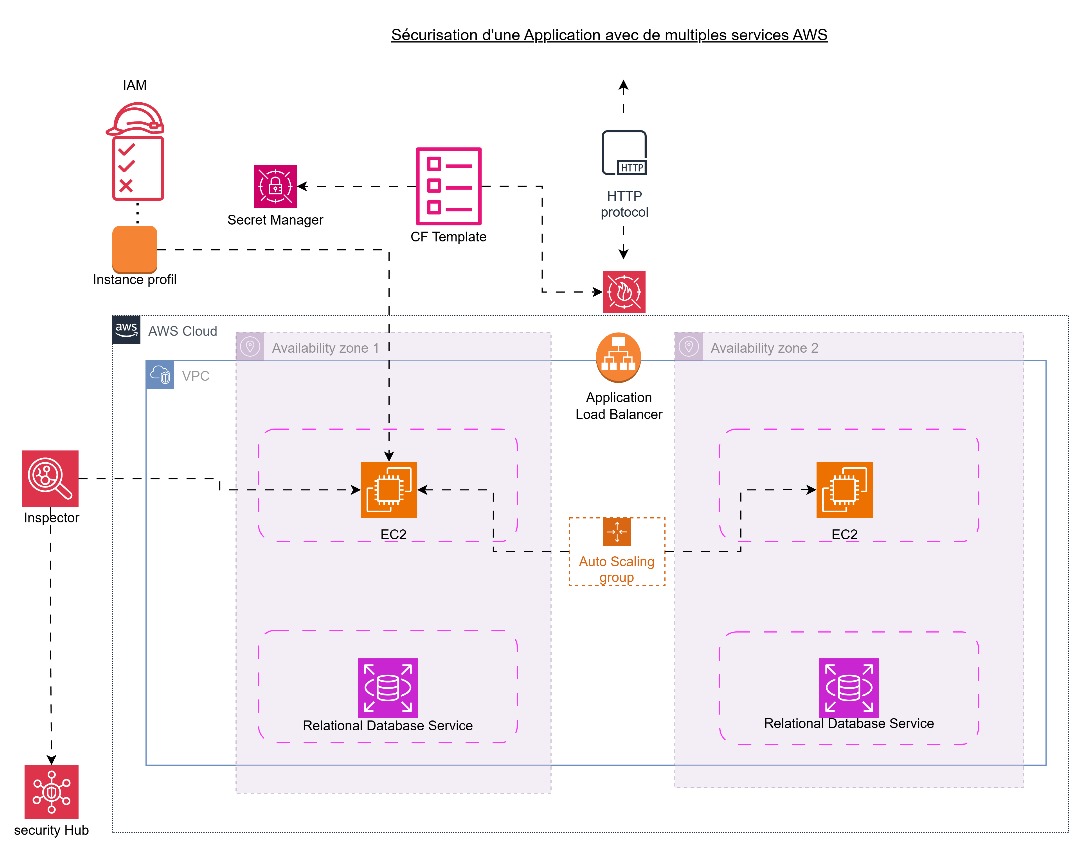 Sécurisation d'une Application avec de multiples services AWS
IAM
HTTP
HTTP
protocol
Secret Manager
CF Template
Instance profil
aws
AWS Cloud
Availability zone 1
Availability zone 2
VPC
Application
Load Balancer
Inspector
EC2
EC2
Auto Scaling
group
Relational Database Service
Relational Database Service
security Hub